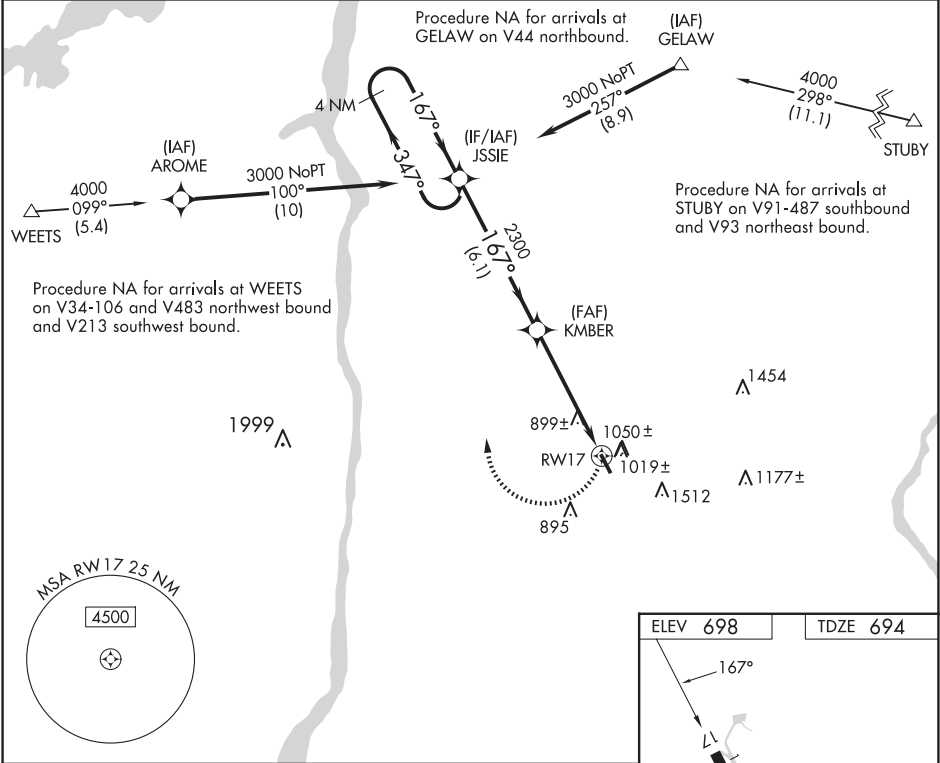 Procedure NA for arrivals at
GELAW on V44 northbound.
(IAF)
GELAW
3000 NoPT
257°
(8.9)
4000
298°
(11.1)
STUBY
4 NM
167°
347°
(IF/IAF)
JSSIE
(IAF)
AROME
3000 NoPT
100°
(10)
4000
099°
(5.4)
WEETS
Procedure NA for arrivals at
STUBY on V91-487 southbound
and V93 northeast bound.
Procedure NA for arrivals at WEETS
on V34-106 and V483 northwest bound
and V213 southwest bound.
2300
167°
(6.1)
(FAF)
KMBER
1454
1999
899±
1050±
RW17
1019±
1177±
1512
895
MSA RW17 25 NM
4500
ELEV 698
TDZE 694
167°
17